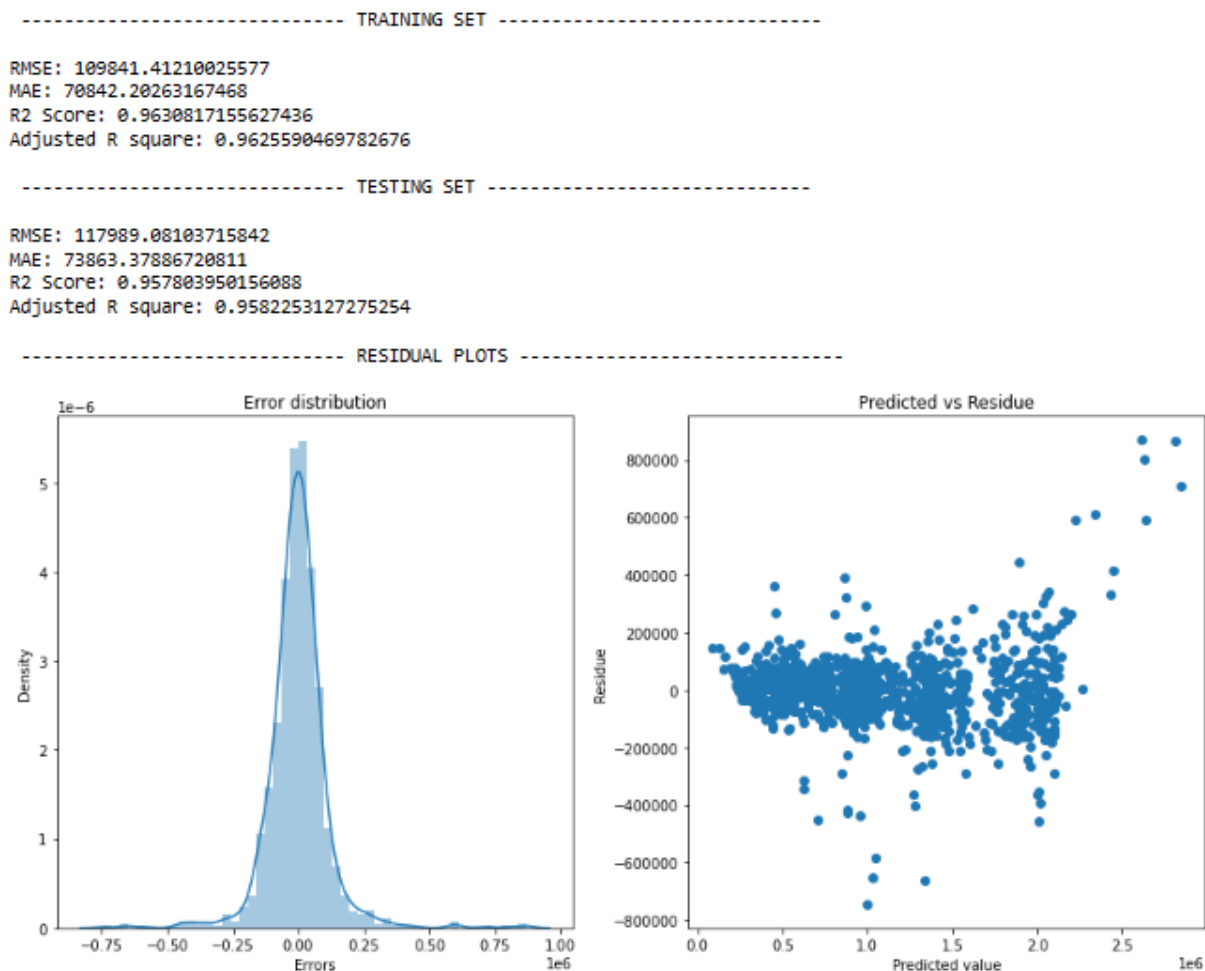 ------------------------------ TRAINING SET ------------------------------
RMSE: 109841.41210025577
MAE: 70842.20263167468
R2 Score: 0.9630817155627436
Adjusted R square: 0.9625590469782676
------------------------------ TESTING SET ------------------------------
RMSE: 117989.08103715842
MAE: 73863.37886720811
R2 Score: 0.957803950156088
Adjusted R square: 0.9582253127275254
------------------------------ RESIDUAL PLOTS ------------------------------
1e-6
Error distribution
5
4
3
2
1
0
Density
−0.75 −0.50 −0.25 0.00 0.25 0.50 0.75 1.00
Errors
1e6
Predicted vs Residue
800000
600000
400000
200000
0
−200000
−400000
−600000
−800000
Residue
0.0 0.5 1.0 1.5 2.0 2.5
Predicted value
1e6